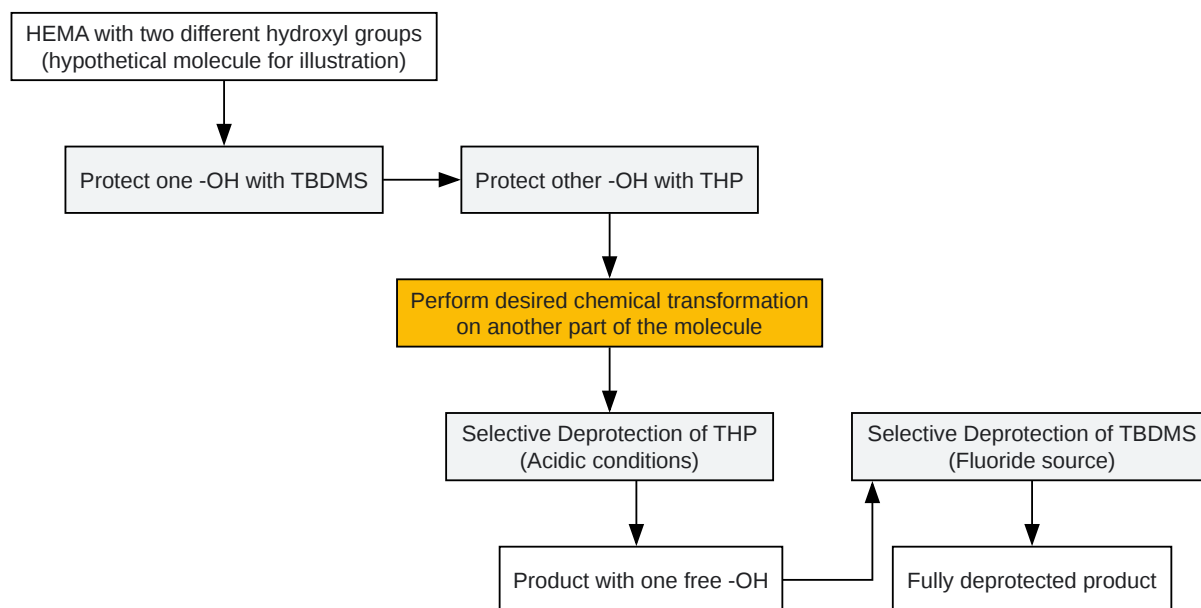 HEMA with two different hydroxyl groups
(hypothetical molecule for illustration)
Protect one -OH with TBDMS
Protect other -OH with THP
Perform desired chemical transformation
on another part of the molecule
Selective Deprotection of THP
(Acidic conditions)
Selective Deprotection of TBDMS
(Fluoride source)
Product with one free -OH
Fully deprotected product